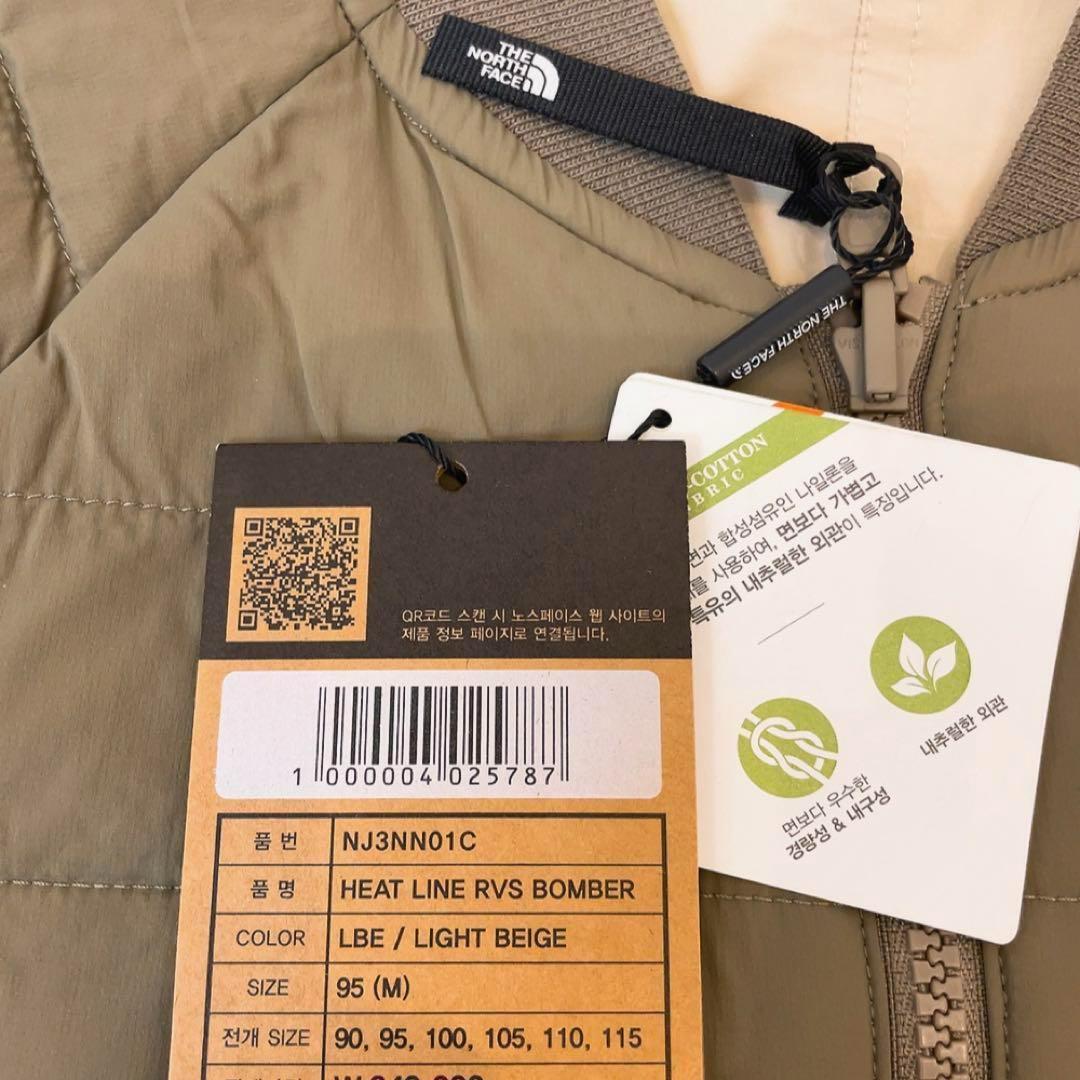 THE
NORTH
FACE
THE NORTH FACE
COTTON
합성섬유인 나일론을
사용하여, 면보다 가볍고
특유의 내추럴한 외관이 특징입니다.
내추럴한 외관
면보다 우수한
경량성 & 내구성
QR코드 스캔 시 노스페이스 웹 사이트의
제품 정보 페이지로 연결됩니다.
1 000004 025787
품 번 NJ3NN01C
품 명 HEAT LINE RVS BOMBER
COLOR LBE / LIGHT BEIGE
SIZE 95 (M)
전개 SIZE 90, 95, 100, 105, 110, 115